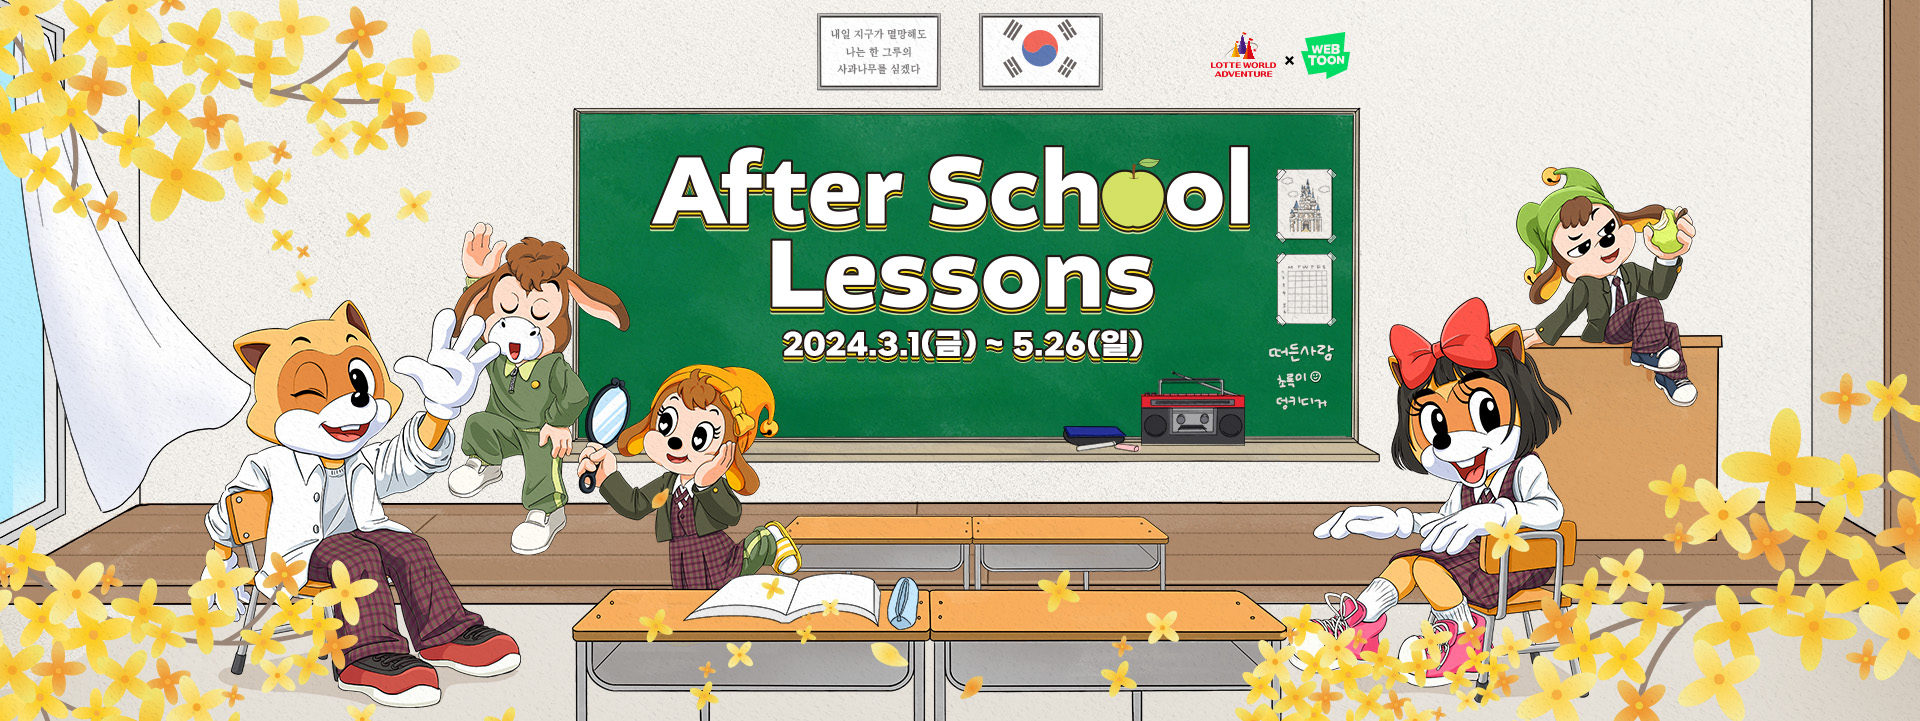 내일 지구가 멸망해도
나는 한 그루의
사과나무를 심겠다
LOTTE WORLD
ADVENTURE
×
WEB
TOON
After School
Lessons
2024.3.1(금) ~ 5.26(일)
M T W T F S
떠든사람
초록이☺
덩키디거